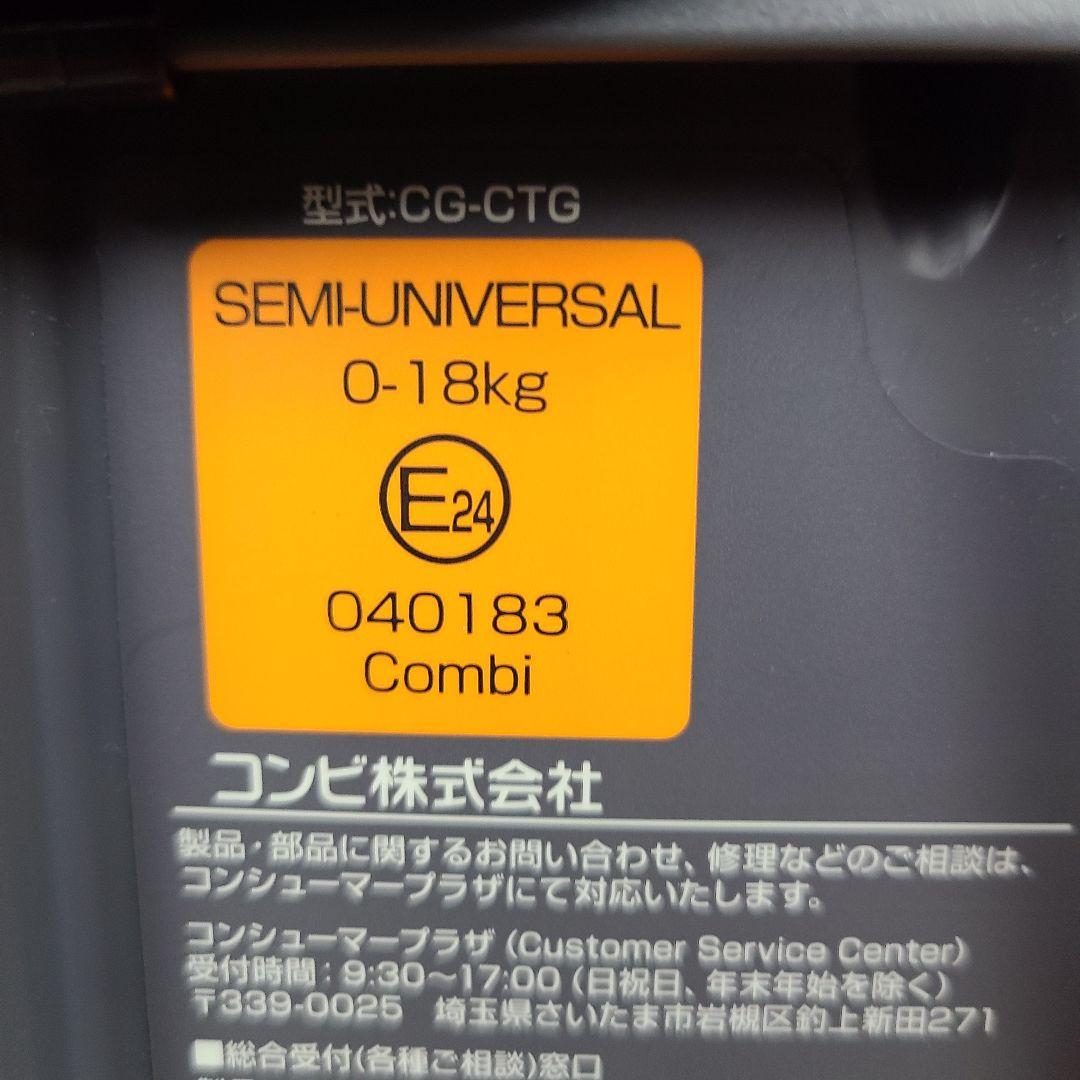 型式:CG-CTG
SEMI-UNIVERSAL
0-18kg
E24
040183
Combi
コンビ株式会社
製品・部品に関するお問い合わせ、修理などのご相談は、
コンシューマープラザにて対応いたします。
コンシューマープラザ (Customer Service Center)
受付時間：9:30～17:00 (日祝日、年末年始を除く)
〒339-0025 埼玉県さいたま市岩槻区釣上新田271
■総合受付(各種ご相談)窓口